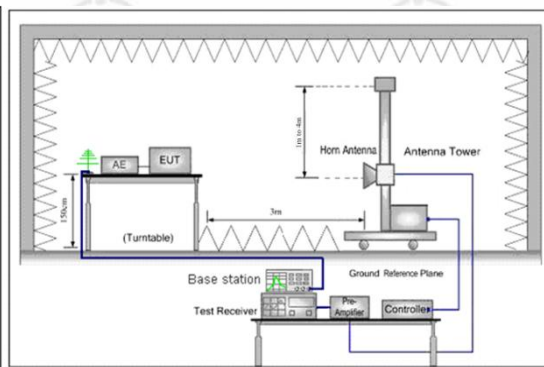 1m to 4m
Horn Antenna
Antenna Tower
AE
EUT
150cm
3m
(Turntable)
Ground Reference Plane
Base station
Test Receiver
Pre-
Amplifier
Controller